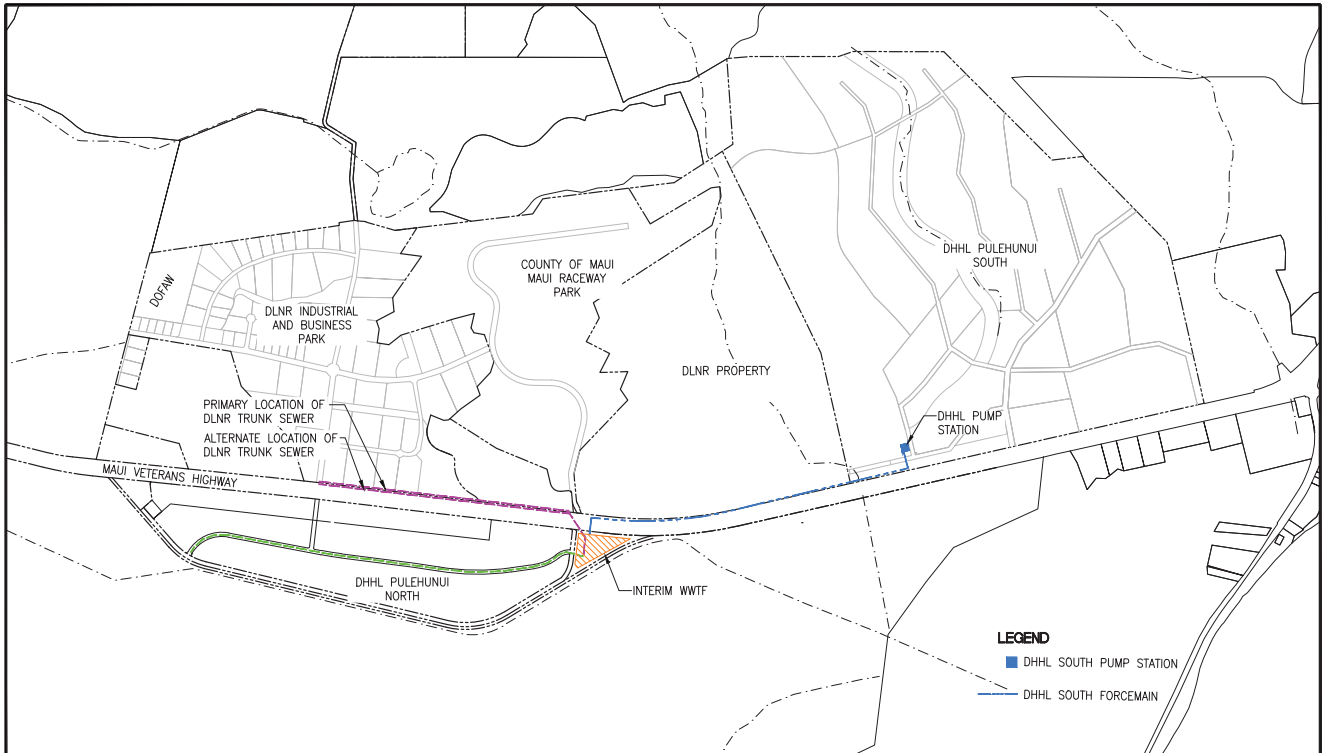 DOFAW
DLNR INDUSTRIAL
AND BUSINESS
PARK
COUNTY OF MAUI
MAUI RACEWAY
PARK
DHHL PULEHUNUI
SOUTH
DLNR PROPERTY
PRIMARY LOCATION OF
DLNR TRUNK SEWER
ALTERNATE LOCATION OF
DLNR TRUNK SEWER
DHHL PUMP
STATION
MAUI VETERANS HIGHWAY
DHHL PULEHUNUI
NORTH
INTERIM WWTF
LEGEND
DHHL SOUTH PUMP STATION
DHHL SOUTH FORCEMAIN